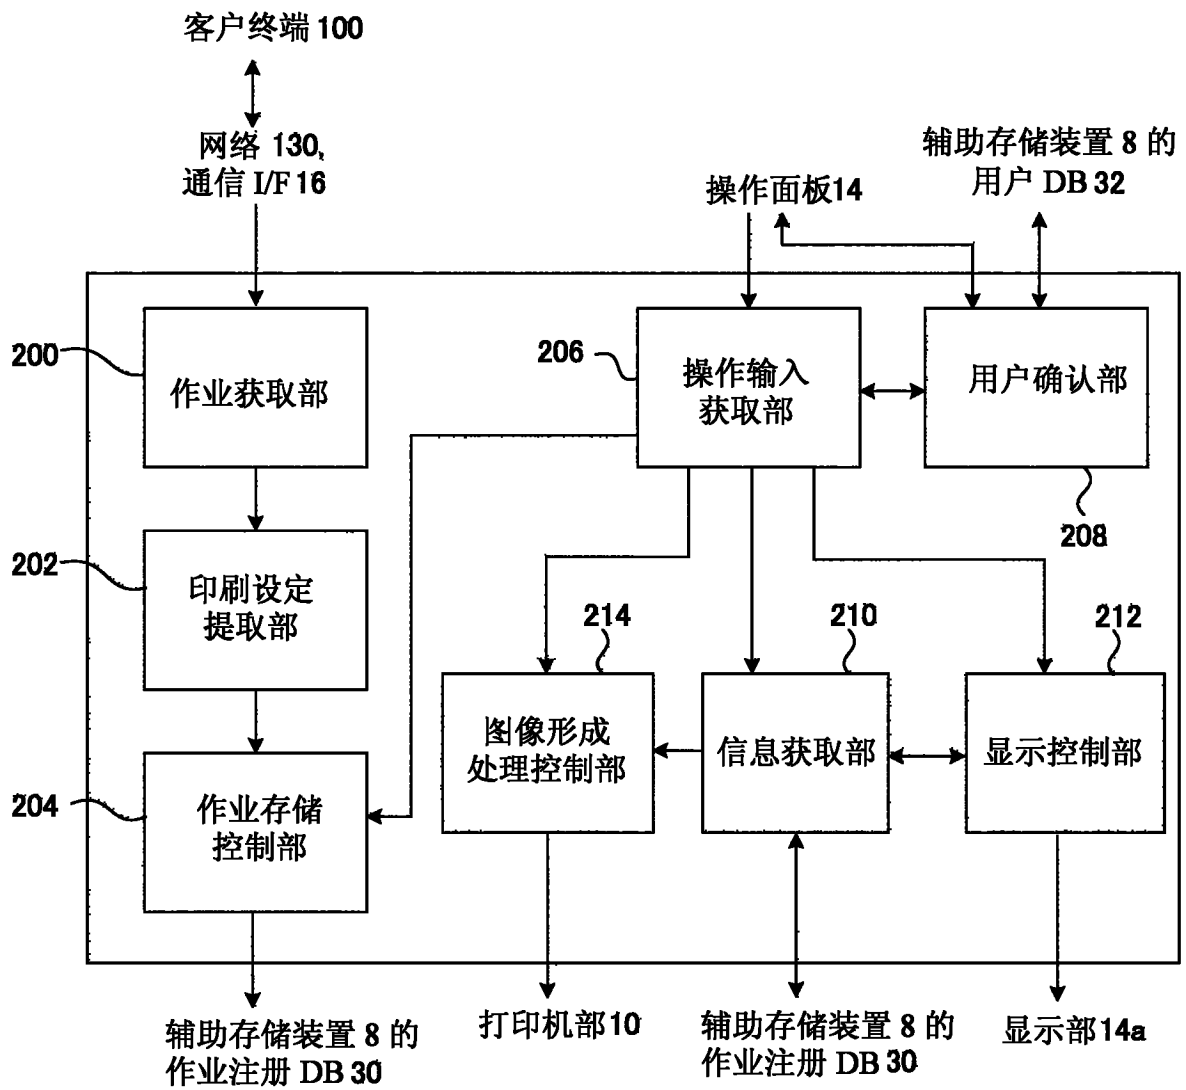 客户终端 100
网络 130,
通信 I/F 16
操作面板14
辅助存储装置 8 的
用户 DB 32
200
作业获取部
206
操作输入
获取部
用户确认部
208
202
印刷设定
提取部
214
210
212
204
作业存储
控制部
图像形成
处理控制部
信息获取部
显示控制部
辅助存储装置 8 的
作业注册 DB 30
打印机部 10
辅助存储装置 8 的
作业注册 DB 30
显示部 14a